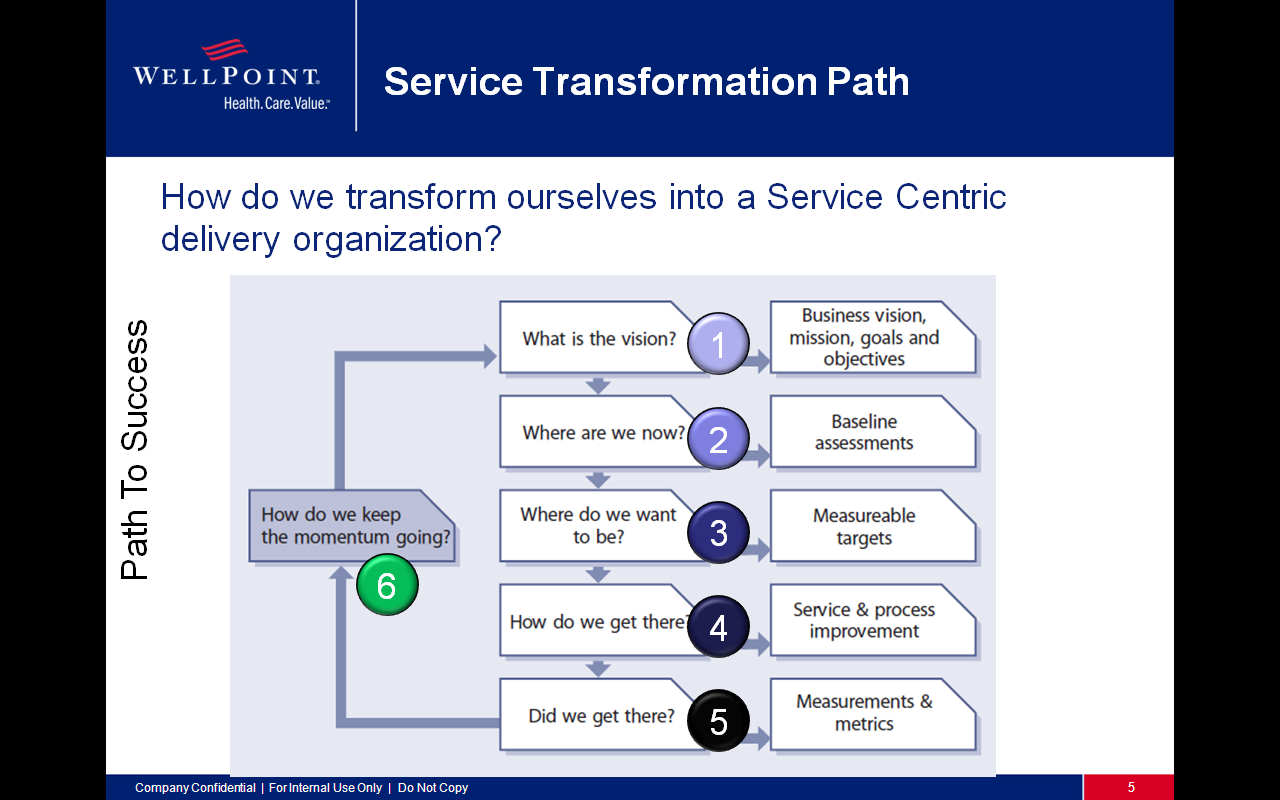 WELLPOINT®
Health. Care. Value.™
Service Transformation Path
How do we transform ourselves into a Service Centric
delivery organization?
Path To Success
What is the vision?
1
Business vision,
mission, goals and
objectives
Where are we now?
2
Baseline
assessments
Where do we want
to be?
3
Measureable
targets
How do we keep
the momentum going?
6
How do we get there?
4
Service & process
improvement
Did we get there?
5
Measurements &
metrics
Company Confidential | For Internal Use Only | Do Not Copy
5